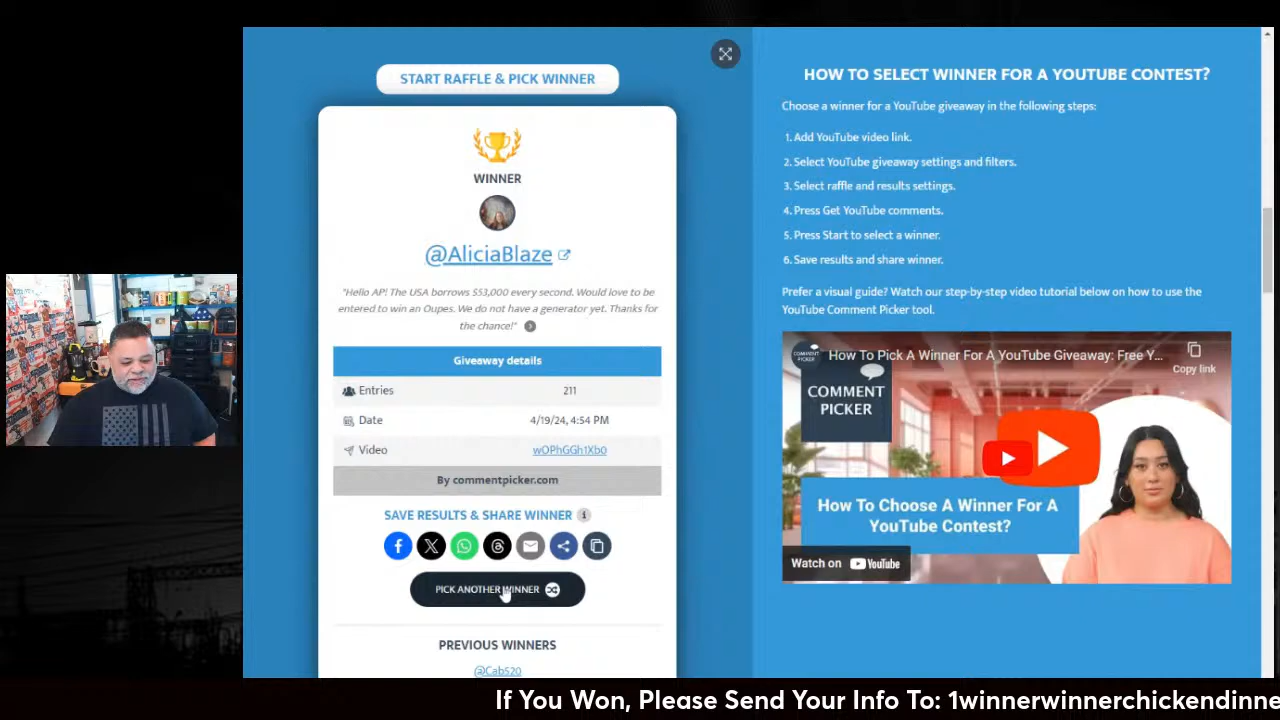 START RAFFLE & PICK WINNER
WINNER
@AliciaBlaze
"Hello AP! The USA borrows $53,000 every second. Would love to be
entered to win an Oupes. We do not have a generator yet. Thanks for
the chance!"
Giveaway details
Entries 211
Date 4/19/24, 4:54 PM
Video wOPhGGh1Xb0
By commentpicker.com
SAVE RESULTS & SHARE WINNER
PICK ANOTHER WINNER
PREVIOUS WINNERS
@Cab520
HOW TO SELECT WINNER FOR A YOUTUBE CONTEST?
Choose a winner for a YouTube giveaway in the following steps:
1. Add YouTube video link.
2. Select YouTube giveaway settings and filters.
3. Select raffle and results settings.
4. Press Get YouTube comments.
5. Press Start to select a winner.
6. Save results and share winner.
Prefer a visual guide? Watch our step-by-step video tutorial below on how to use the
YouTube Comment Picker tool.
How To Pick A Winner For A YouTube Giveaway: Free Y...
Copy link
COMMENT
PICKER
How To Choose A Winner For A
YouTube Contest?
Watch on YouTube
If You Won, Please Send Your Info To: 1winnerwinnerchickendinne